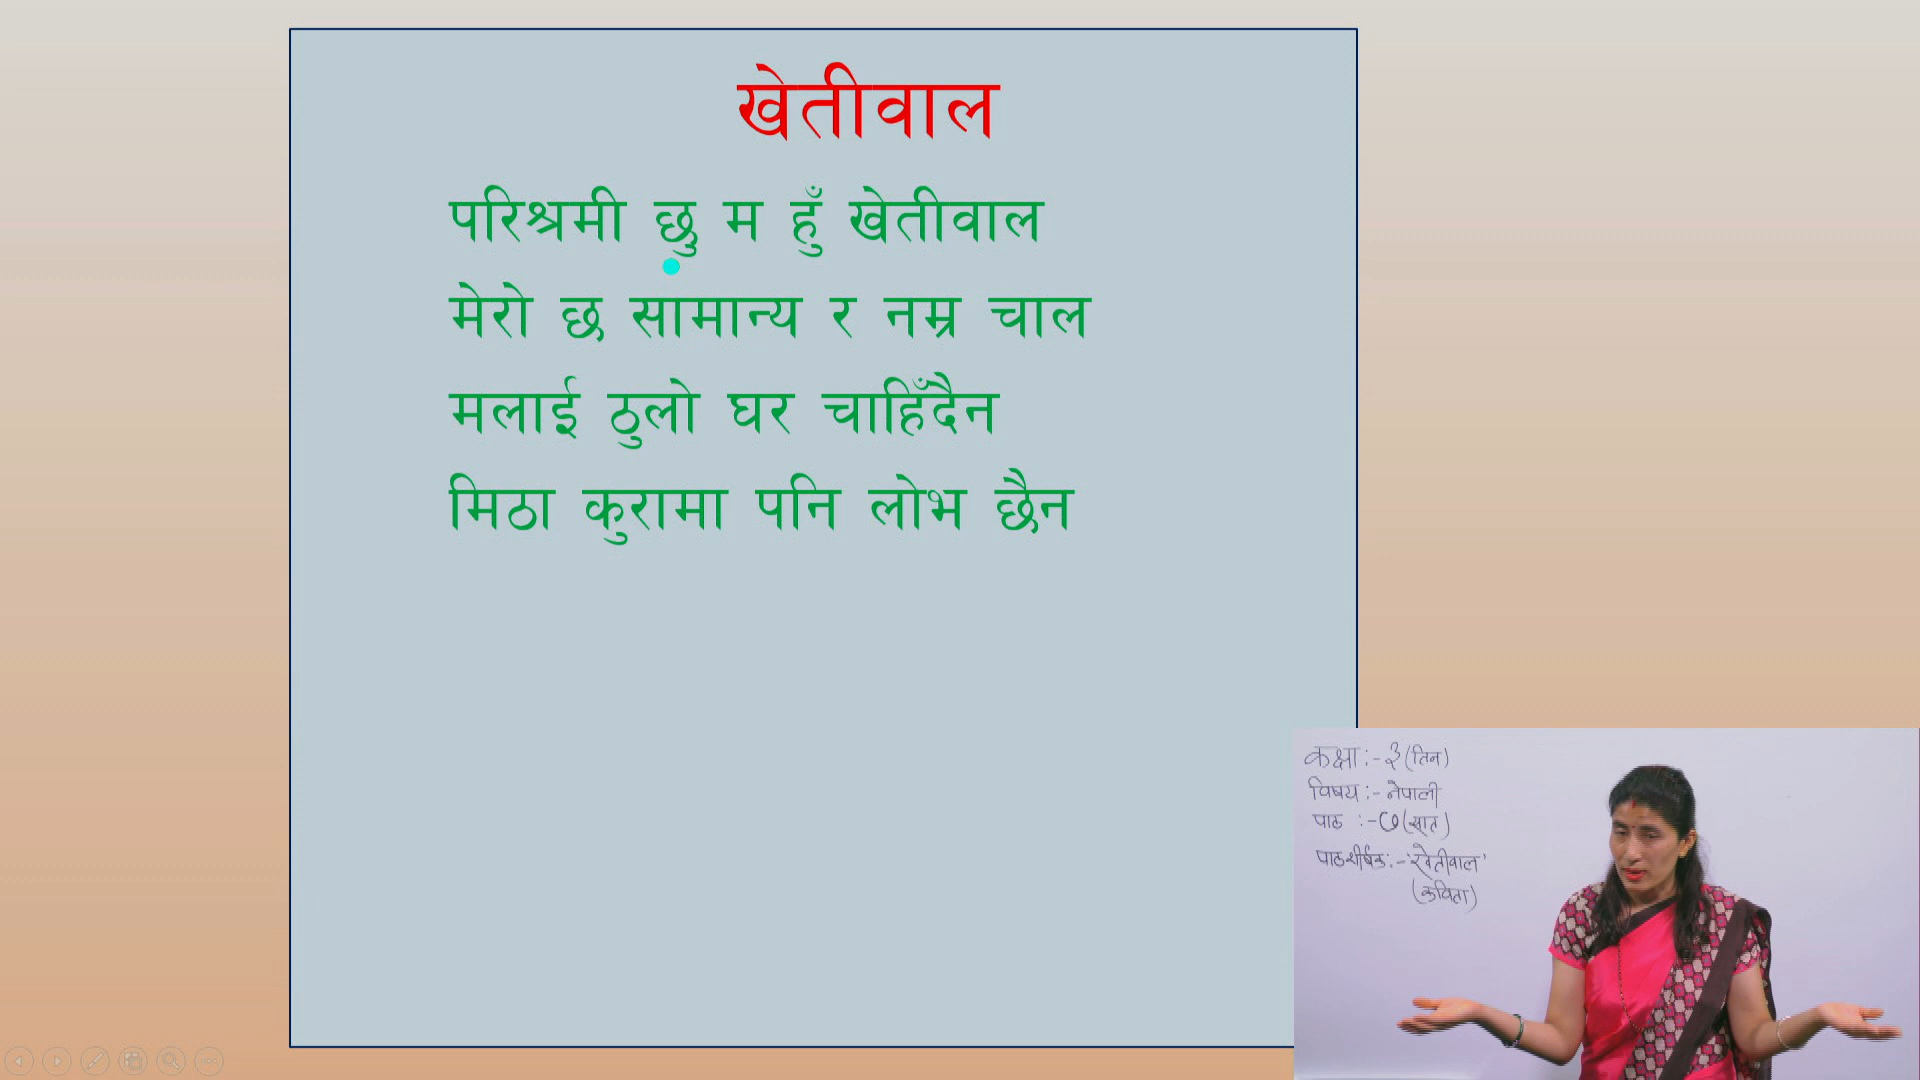 खेतीवाल
परिश्रमी छु म हुँ खेतीवाल
मेरो छ सामान्य र नम्र चाल
मलाई ठुलो घर चाहिँदैन
मिठा कुरामा पनि लोभ छैन
कक्षा :- ३ (तिन)
विषय :- नेपाली
पाठ :- ७ (सात)
पाठशीर्षक :- 'खेतीवाल'
(कविता)